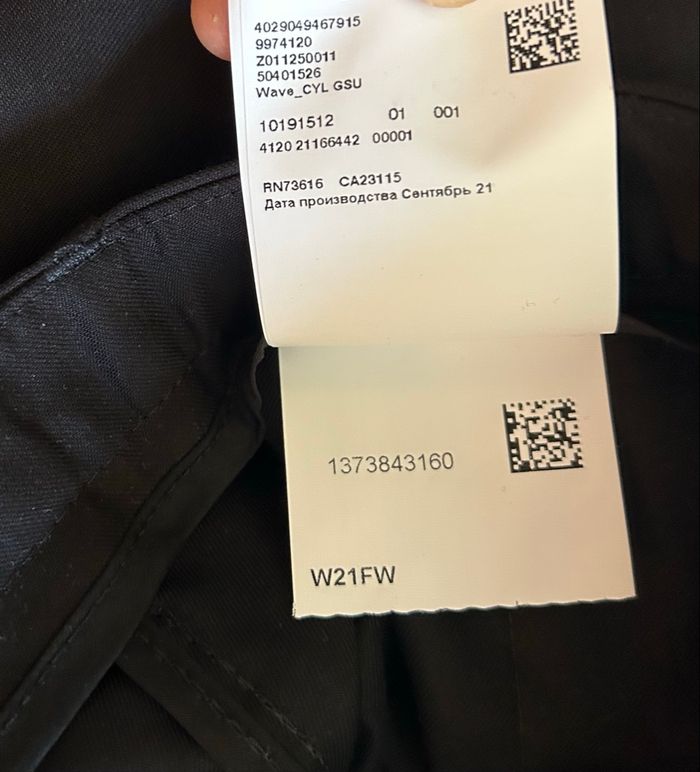 4029049467915
9974120
Z011250011
50401526
Wave_CYL GSU
10191512 01 001
4120 21166442 00001
RN73616 CA23115
Дата производства Сентябрь 21
1373843160
W21FW